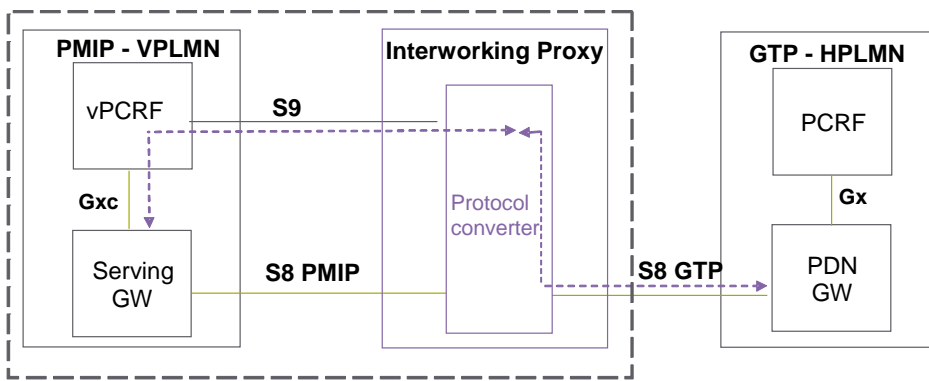 PMIP - VPLMN
Interworking Proxy
GTP - HPLMN
vPCRF
S9
PCRF
Gxc
Protocol
converter
Gx
Serving
GW
S8 PMIP
S8 GTP
PDN
GW